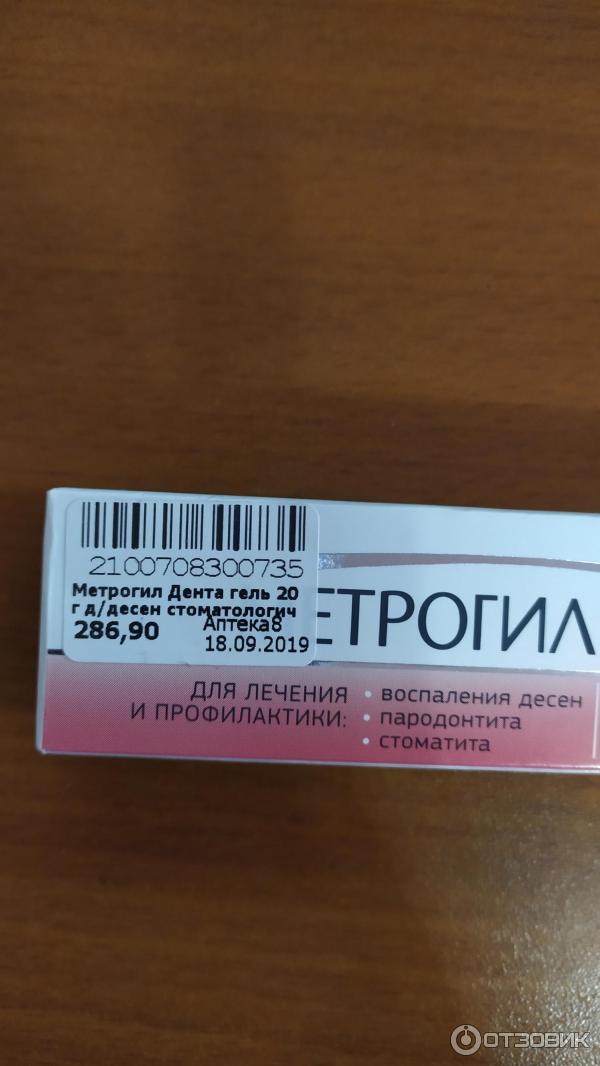 2100708300735
Метрогил Дента гель 20
г д/десен стоматологич
286,90 Аптека8
18.09.2019
ЕТРОГИЛ
ДЛЯ ЛЕЧЕНИЯ
И ПРОФИЛАКТИКИ:
• воспаления десен
• пародонтита
• стоматита
ОТЗОВИК